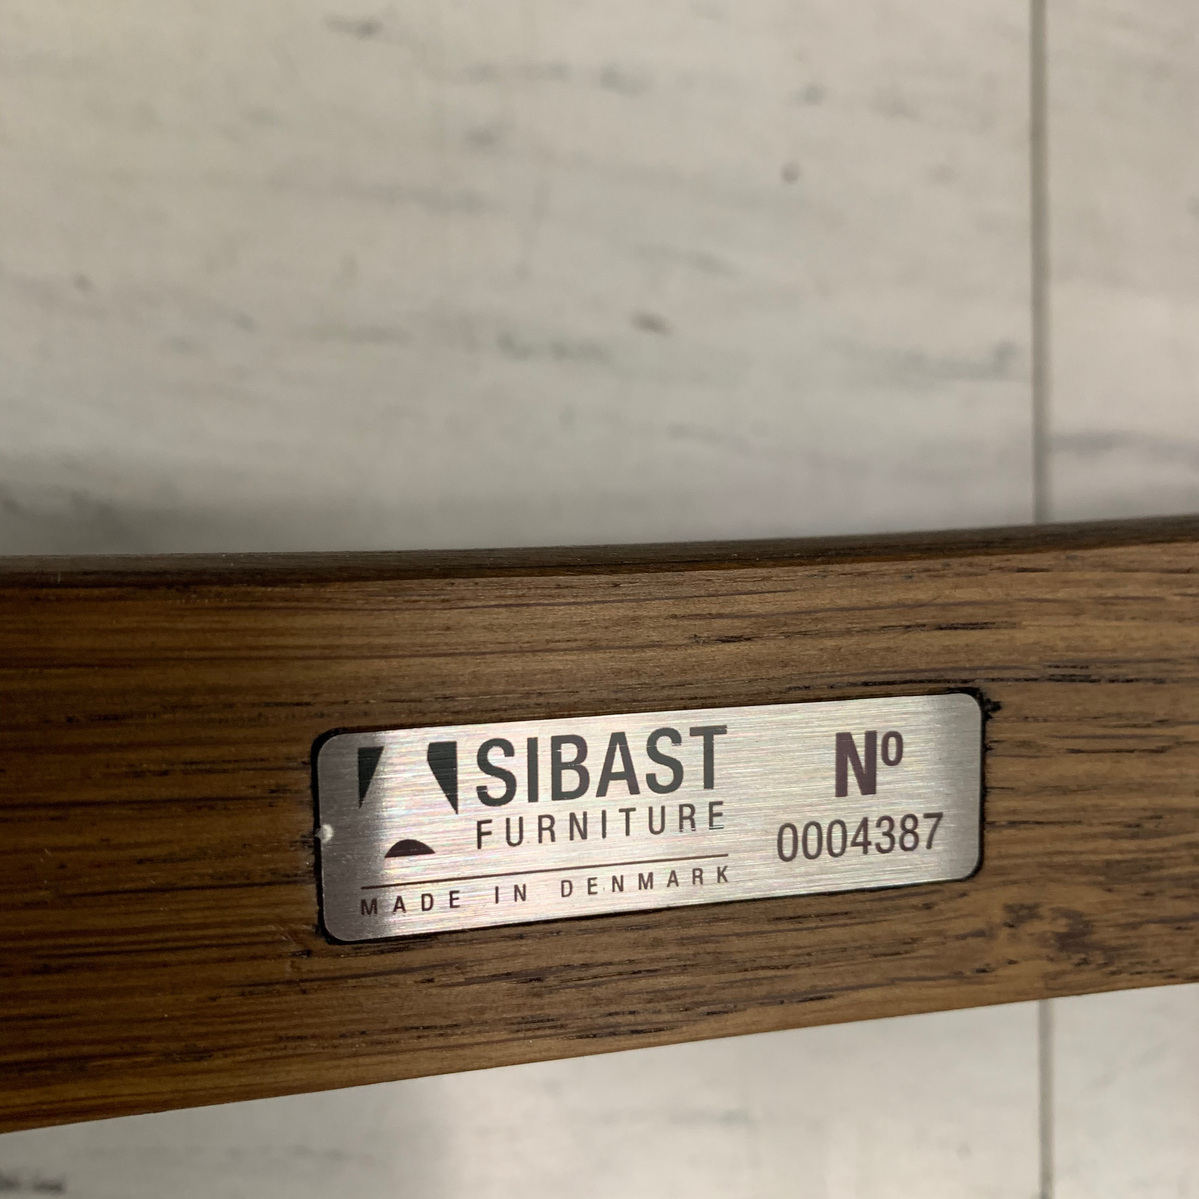 SIBAST
FURNITURE
MADE IN DENMARK
Nº
0004387